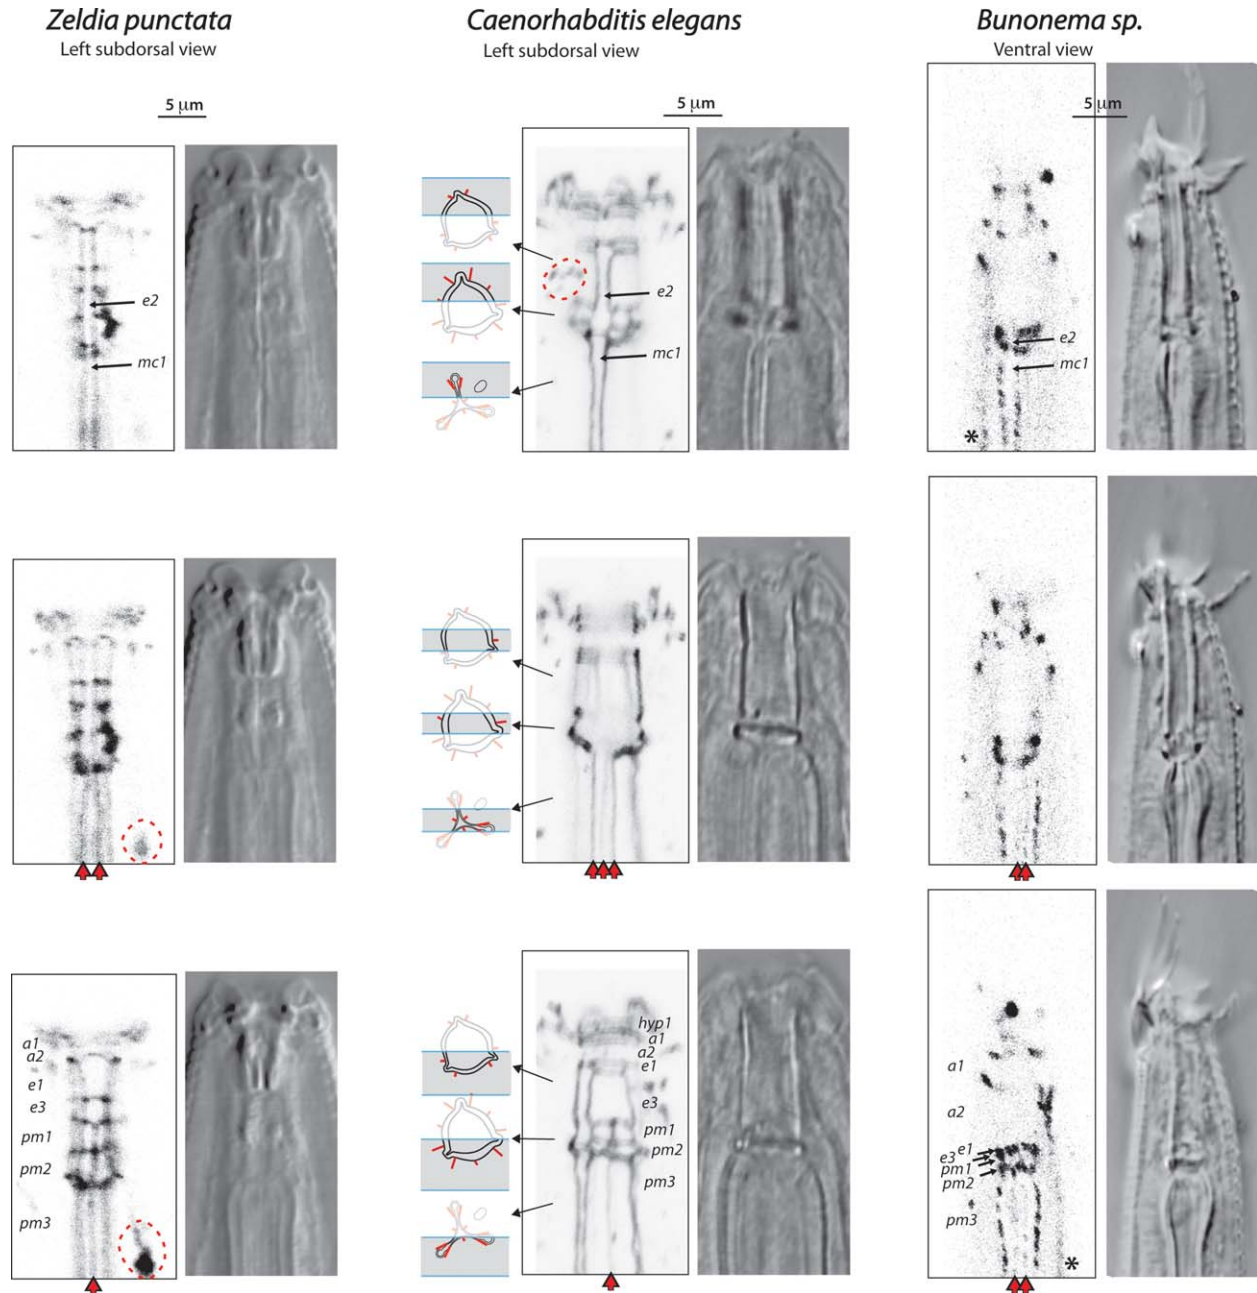 Zeldia punctata
Left subdorsal view
5 μm
e2
mc1
a1
a2
e1
e3
pm1
pm2
pm3
Caenorhabditis elegans
Left subdorsal view
5 μm
e2
mc1
hyp1
a1
a2
e1
e3
pm1
pm2
pm3
Bunonema sp.
Ventral view
5 μm
e2
mc1
*
a1
a2
e1
e3
pm1
pm2
pm3
*